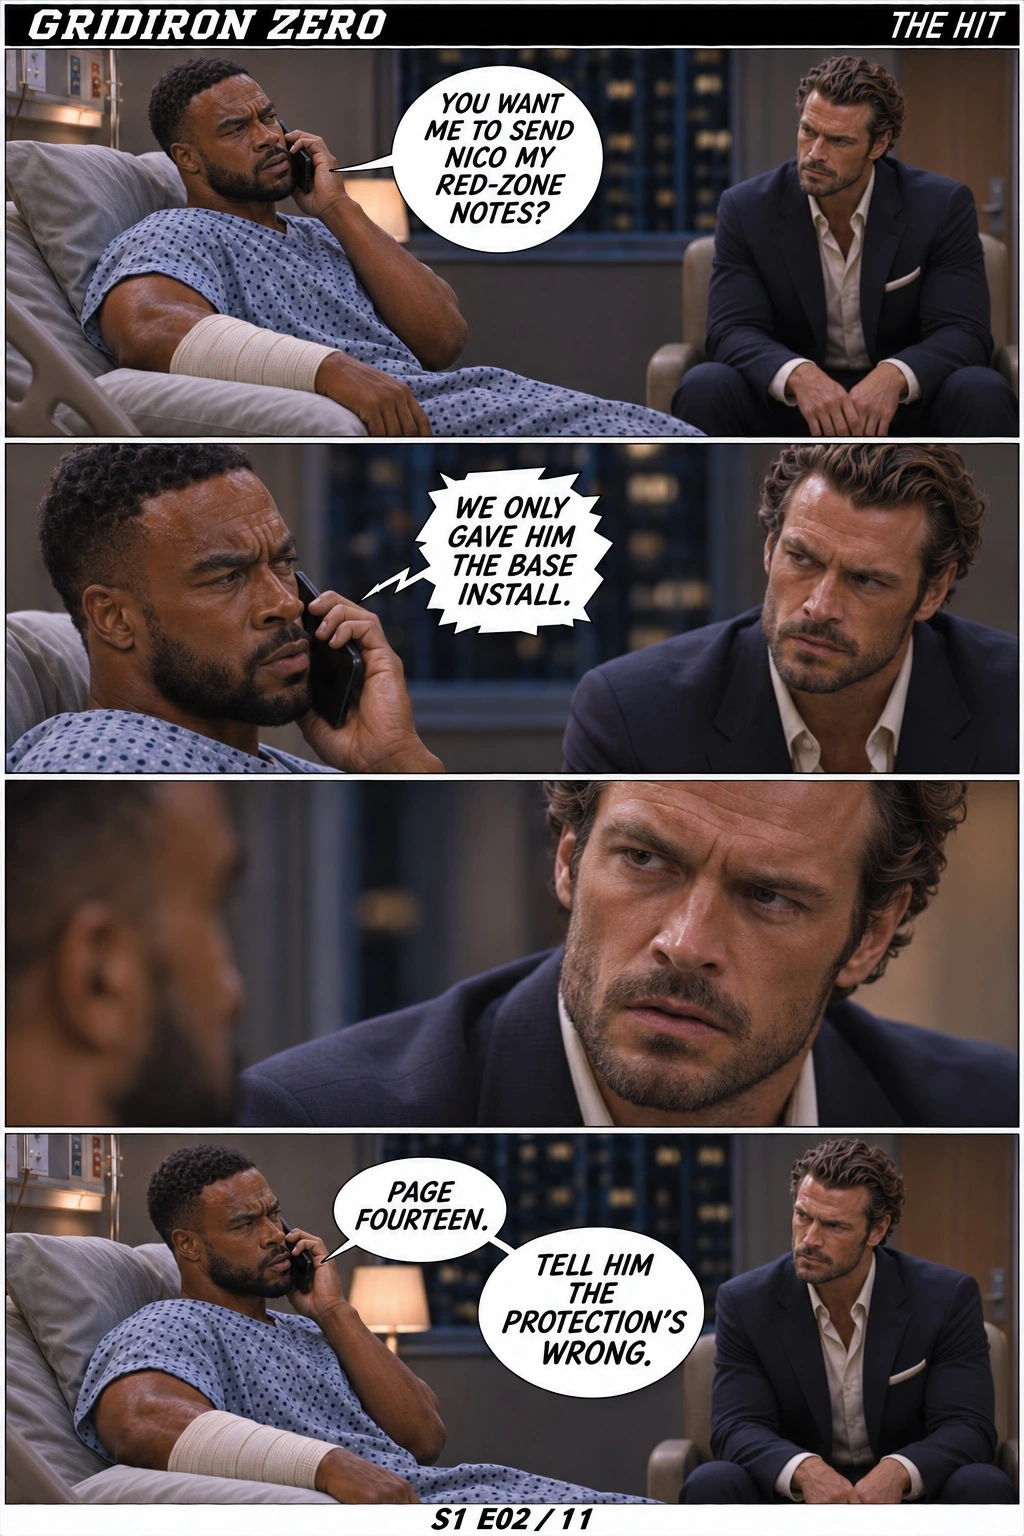 GRIDIRON ZERO
THE HIT
YOU WANT
ME TO SEND
NICO MY
RED-ZONE
NOTES?
WE ONLY
GAVE HIM
THE BASE
INSTALL.
PAGE
FOURTEEN.
TELL HIM
THE
PROTECTION'S
WRONG.
S1 E02 / 11